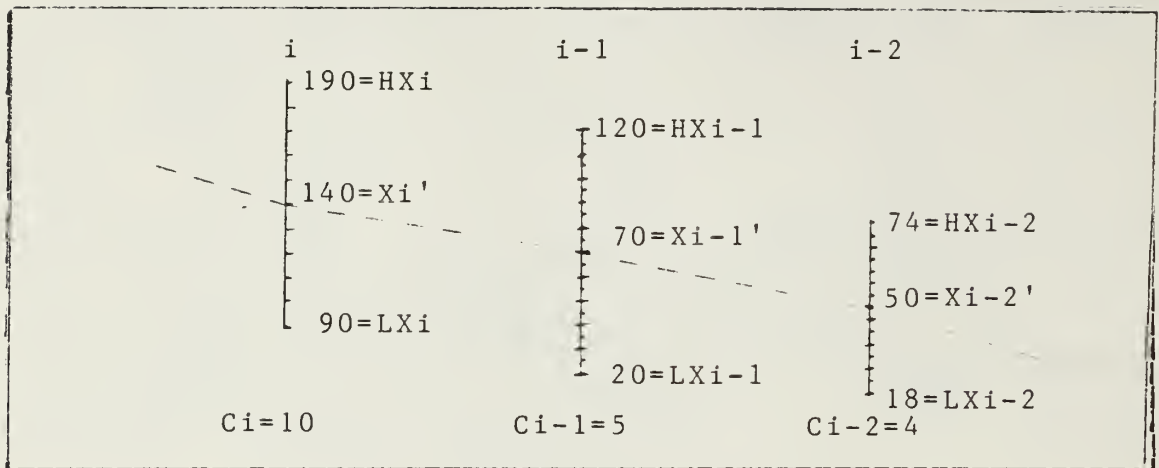 i i-1 i-2
190=HXi
120=HXi-1
140=Xi'
74=HXi-2
70=Xi-1'
50=Xi-2'
90=LXi
20=LXi-1
18=LXi-2
Ci=10 Ci-1=5 Ci-2=4